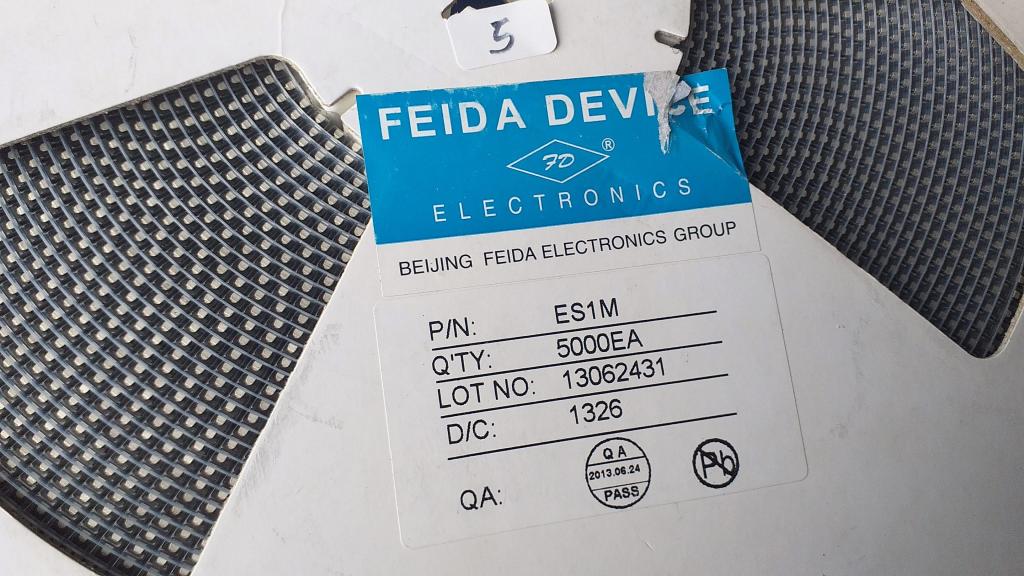 5
FEIDA DEVICE
FD ®
ELECTRONICS
BEIJING FEIDA ELECTRONICS GROUP
P/N: ES1M
Q'TY: 5000EA
LOT NO: 13062431
D/C: 1326
QA:
QA
2013.06.24
PASS
Pb